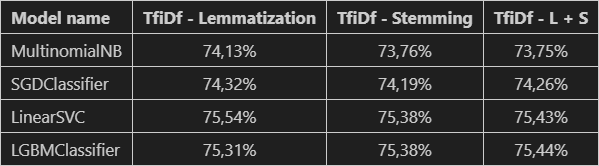 Model name TfiDf - Lemmatization TfiDf - Stemming TfiDf - L + S
MultinomialNB 74,13% 73,76% 73,75%
SGDClassifier 74,32% 74,19% 74,26%
LinearSVC 75,54% 75,38% 75,43%
LGBMClassifier 75,31% 75,38% 75,44%